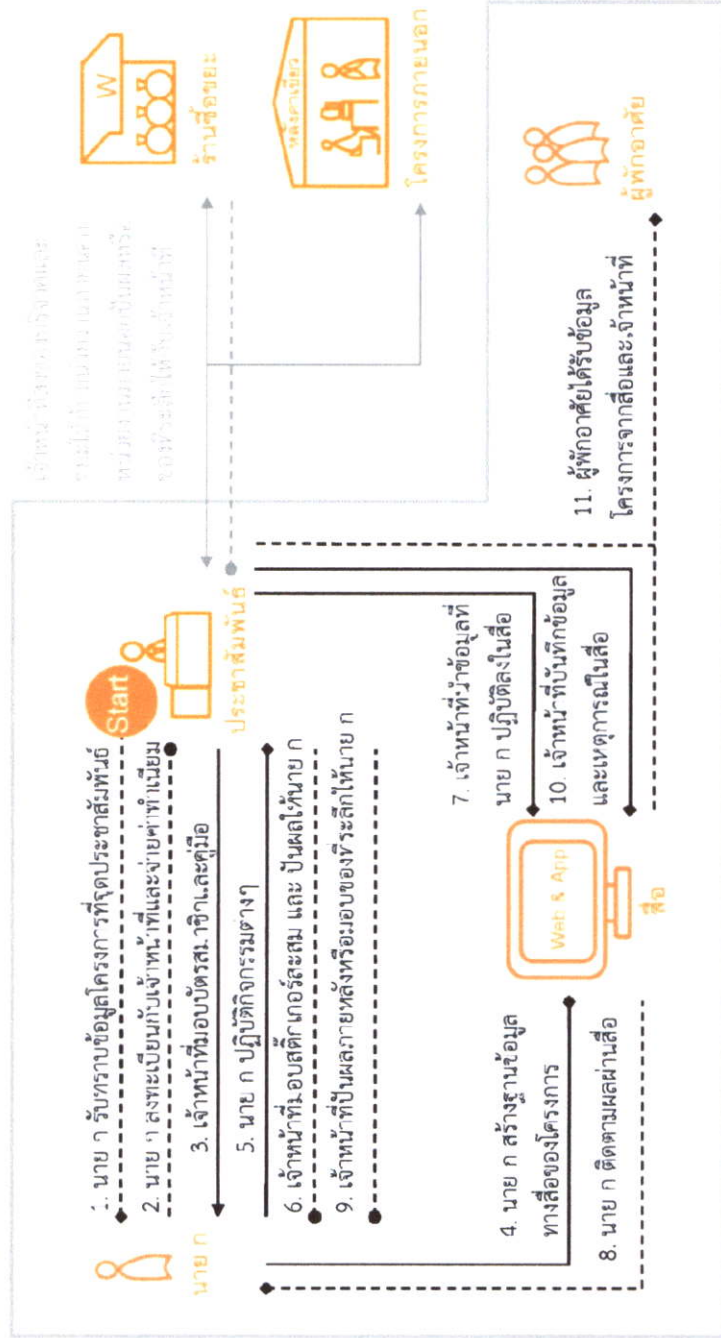 Start
1. นาย ก รับทราบข้อมูลโครงการที่จุดประชาสัมพันธ์
2. นาย ก ลงทะเบียนกับเจ้าหน้าที่และจ่ายค่าทำเนียม
3. เจ้าหน้าที่มอบบัตรสมาชิกและคู่มือ
5. นาย ก ปฏิบัติกิจกรรมต่างๆ
6. เจ้าหน้าที่มอบสติ๊กเกอร์สะสม และ ปันผลให้นาย ก
9. เจ้าหน้าที่ปันผลภายหลังหรือมอบของที่ระลึกให้นาย ก
นาย ก
ประชาสัมพันธ์
4. นาย ก สร้างฐานข้อมูล
ทางสื่อของโครงการ
8. นาย ก ติดตามผลผ่านสื่อ
Web & App
สื่อ
7. เจ้าหน้าที่นำข้อมูลที่
นาย ก ปฏิบัติลงในสื่อ
10. เจ้าหน้าที่บันทึกข้อมูล
และเหตุการณ์ในสื่อ
11. ผู้พักอาศัยได้รับข้อมูล
โครงการจากสื่อและเจ้าหน้าที่
ผู้พักอาศัย
W
ร้านซื้อขยะ
หลังคาเขียว
โครงการภายนอก